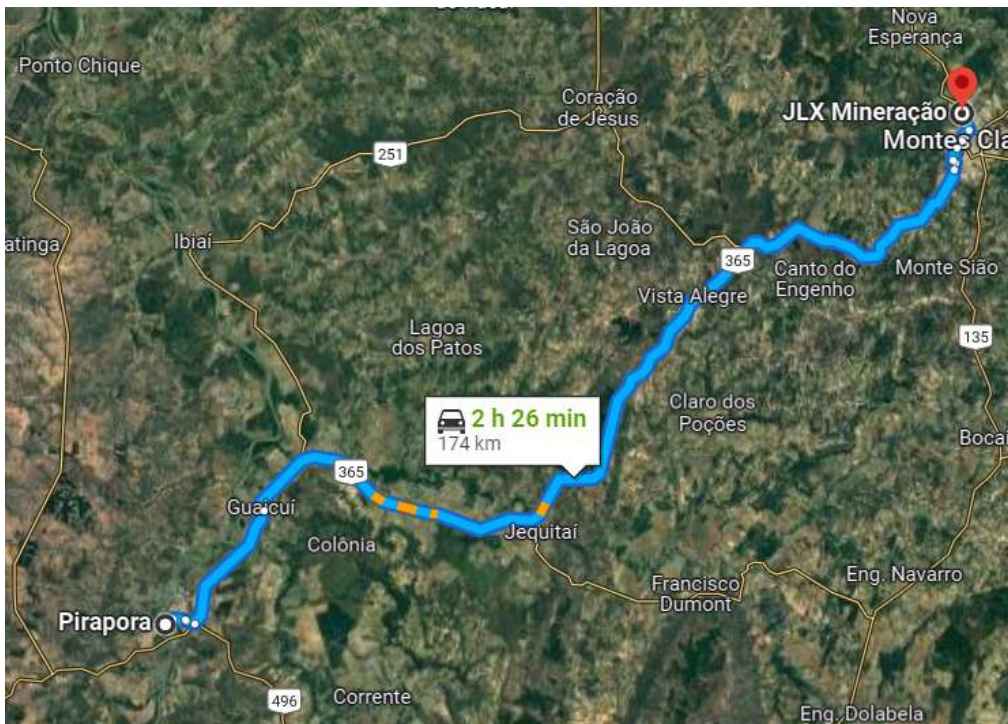 Nova
Esperança
Ponto Chique
Coração
de Jesus
JLX Mineração
Montes Cla
251
Ibiaí
atinga
São João
da Lagoa
365
Canto do
Engenho
Monte Sião
Vista Alegre
Lagoa
dos Patos
135
2 h 26 min
174 km
Claro dos
Poções
Bocai
365
Guaicuí
Jequitaí
Colônia
Francisco
Dumont
Eng. Navarro
Pirapora
496
Corrente
Eng. Dolabela